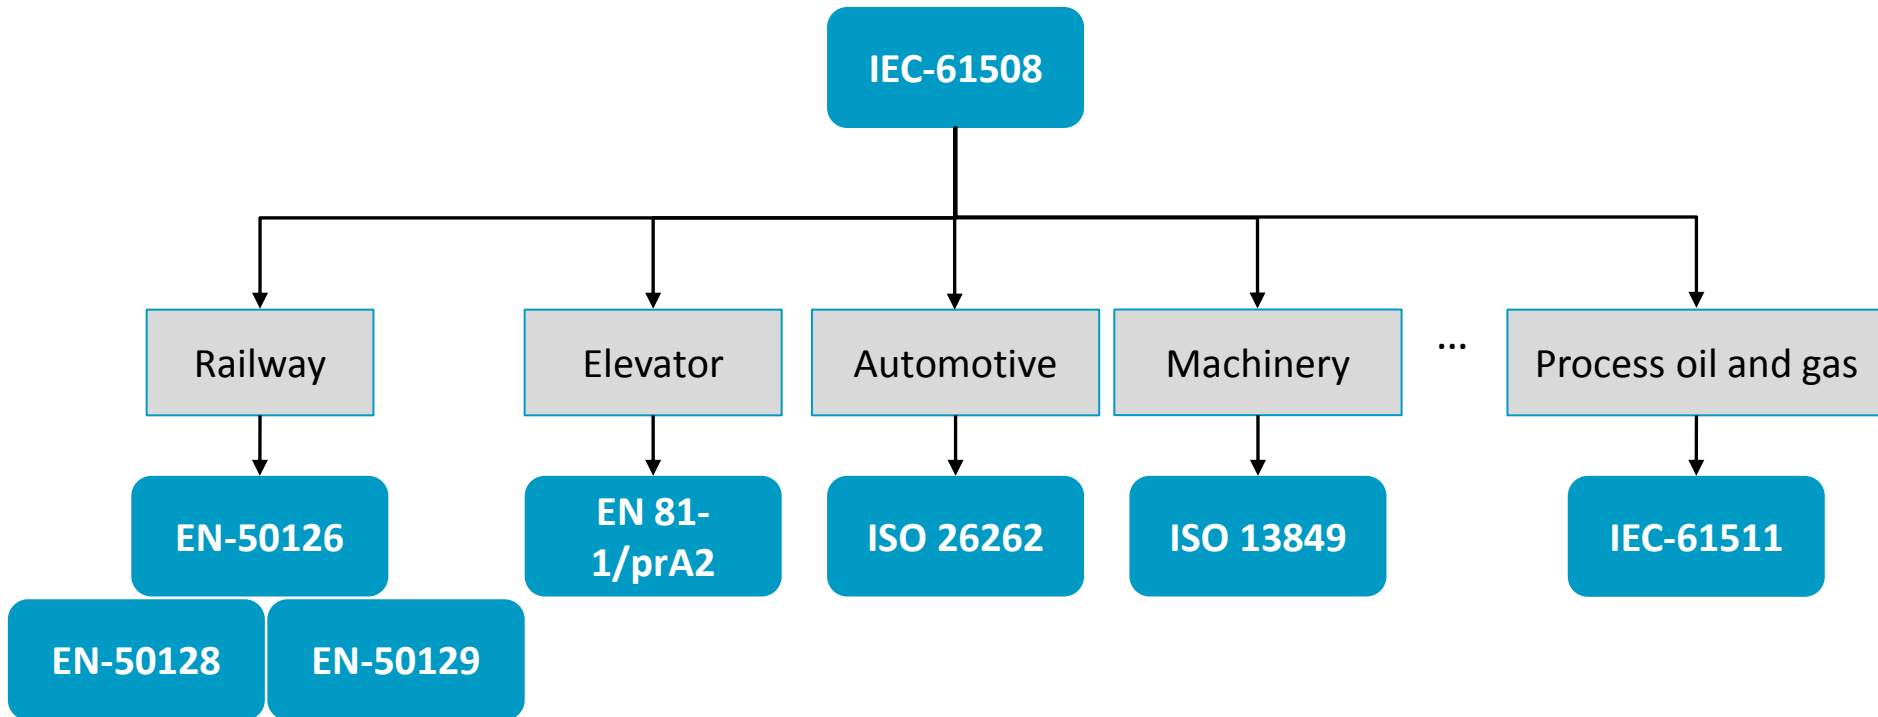 IEC-61508
Railway
Elevator
Automotive
Machinery
...
Process oil and gas
EN-50126
EN 81-
1/prA2
ISO 26262
ISO 13849
IEC-61511
EN-50128
EN-50129